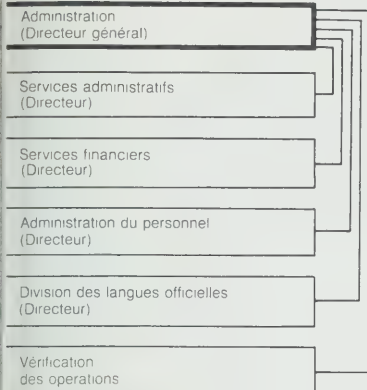 Administration
(Directeur général)
Services administratifs
(Directeur)
Services financiers
(Directeur)
Administration du personnel
(Directeur)
Division des langues officielles
(Directeur)
Vérification
des operations